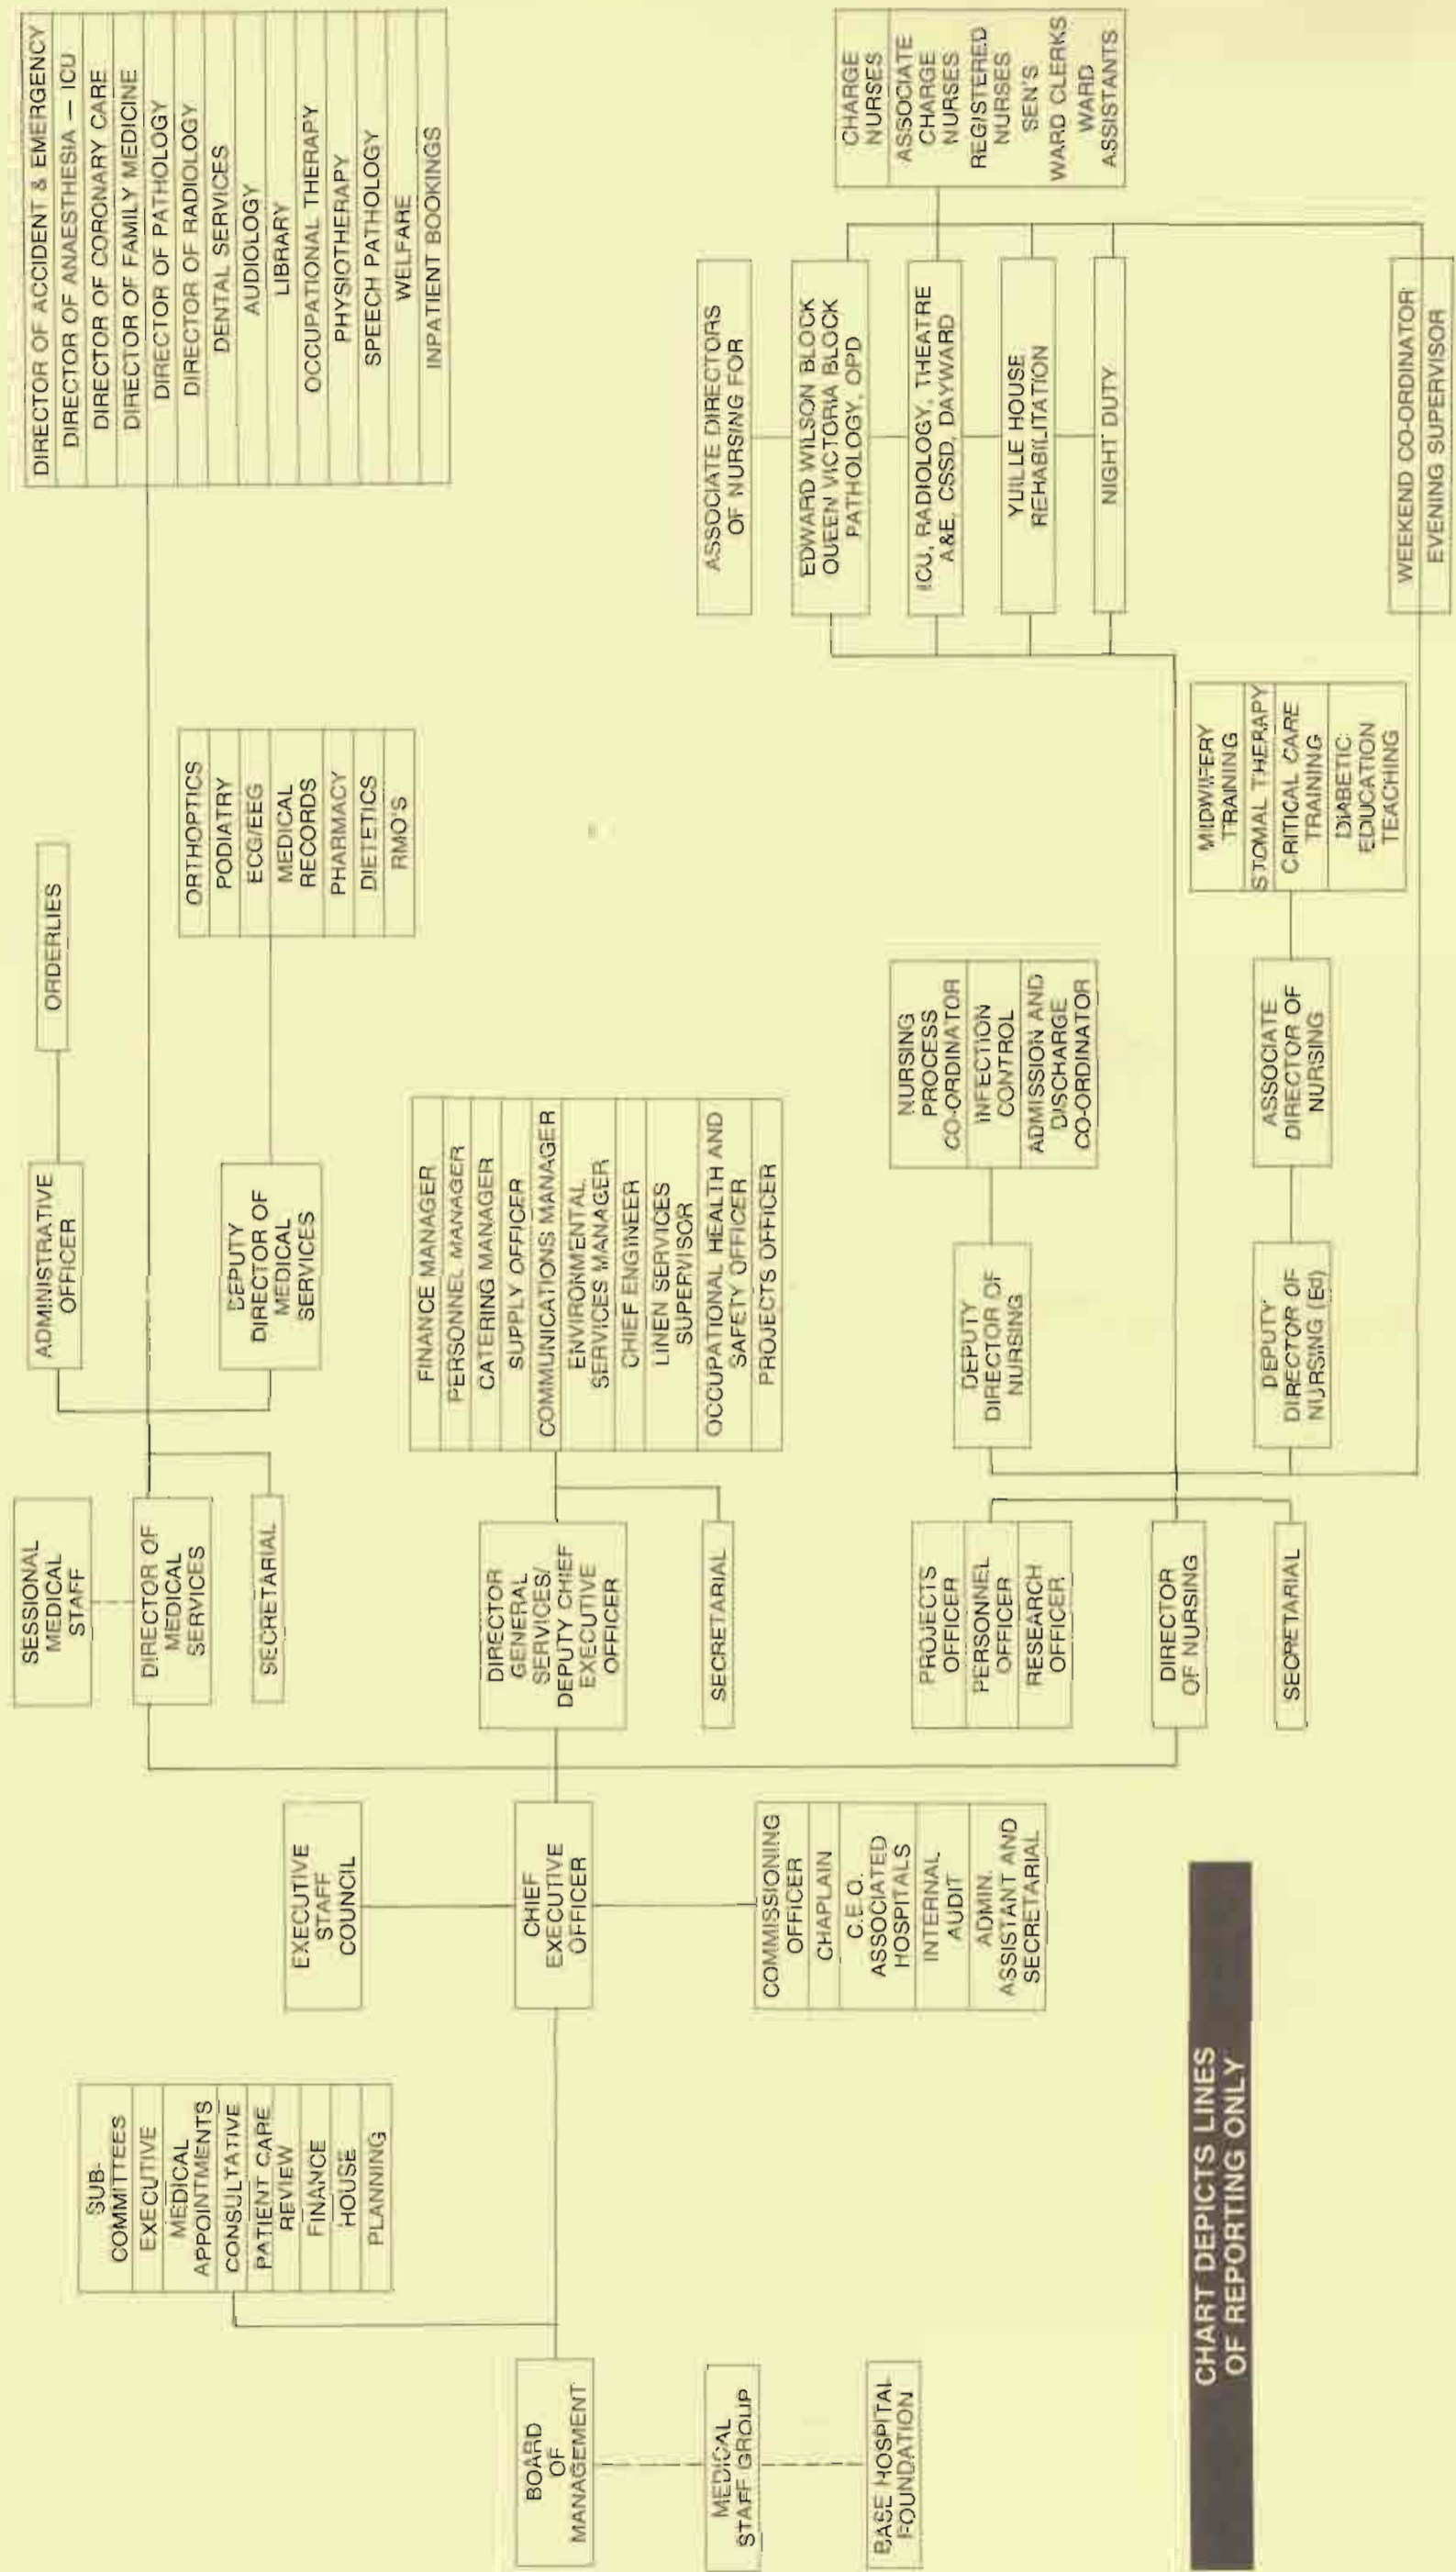 BOARD
OF
MANAGEMENT
MEDICAL
STAFF GROUP
BASE HOSPITAL
FOUNDATION
SUB-
COMMITTEES
EXECUTIVE
MEDICAL
APPOINTMENTS
CONSULTATIVE
PATIENT CARE
REVIEW
FINANCE
HOUSE
PLANNING
EXECUTIVE
STAFF
COUNCIL
CHIEF
EXECUTIVE
OFFICER
COMMISSIONING
OFFICER
CHAPLAIN
C.E.O.
ASSOCIATED
HOSPITALS
INTERNAL
AUDIT
ADMIN.
ASSISTANT AND
SECRETARIAL
SESSIONAL
MEDICAL
STAFF
DIRECTOR OF
MEDICAL
SERVICES
SECRETARIAL
ADMINISTRATIVE
OFFICER
ORDERLIES
DEPUTY
DIRECTOR OF
MEDICAL
SERVICES
ORTHOPTICS
PODIATRY
ECG/EEG
MEDICAL
RECORDS
PHARMACY
DIETETICS
RMO'S
DIRECTOR OF ACCIDENT & EMERGENCY
DIRECTOR OF ANAESTHESIA — ICU
DIRECTOR OF CORONARY CARE
DIRECTOR OF FAMILY MEDICINE
DIRECTOR OF PATHOLOGY
DIRECTOR OF RADIOLOGY
DENTAL SERVICES
AUDIOLOGY
LIBRARY
OCCUPATIONAL THERAPY
PHYSIOTHERAPY
SPEECH PATHOLOGY
WELFARE
INPATIENT BOOKINGS
DIRECTOR
GENERAL
SERVICES/
DEPUTY CHIEF
EXECUTIVE
OFFICER
SECRETARIAL
FINANCE MANAGER
PERSONNEL MANAGER
CATERING MANAGER
SUPPLY OFFICER
COMMUNICATIONS MANAGER
ENVIRONMENTAL
SERVICES MANAGER
CHIEF ENGINEER
LINEN SERVICES
SUPERVISOR
OCCUPATIONAL HEALTH AND
SAFETY OFFICER
PROJECTS OFFICER
PROJECTS
OFFICER
PERSONNEL
OFFICER
RESEARCH
OFFICER
DIRECTOR
OF NURSING
SECRETARIAL
DEPUTY
DIRECTOR OF
NURSING
NURSING
PROCESS
CO-ORDINATOR
INFECTION
CONTROL
ADMISSION AND
DISCHARGE
CO-ORDINATOR
DEPUTY
DIRECTOR OF
NURSING (Ed)
ASSOCIATE
DIRECTOR OF
NURSING
MIDWIFERY
TRAINING
STOMAL THERAPY
CRITICAL CARE
TRAINING
DIABETIC
EDUCATION
TEACHING
ASSOCIATE DIRECTORS
OF NURSING FOR
EDWARD WILSON BLOCK
QUEEN VICTORIA BLOCK
PATHOLOGY, OPD
ICU, RADIOLOGY, THEATRE
A&E, CSSD, DAYWARD
YUILLE HOUSE
REHABILITATION
NIGHT DUTY
WEEKEND CO-ORDINATOR
EVENING SUPERVISOR
CHARGE
NURSES
ASSOCIATE
CHARGE
NURSES
REGISTERED
NURSES
SEN'S
WARD CLERKS
WARD
ASSISTANTS
CHART DEPICTS LINES
OF REPORTING ONLY